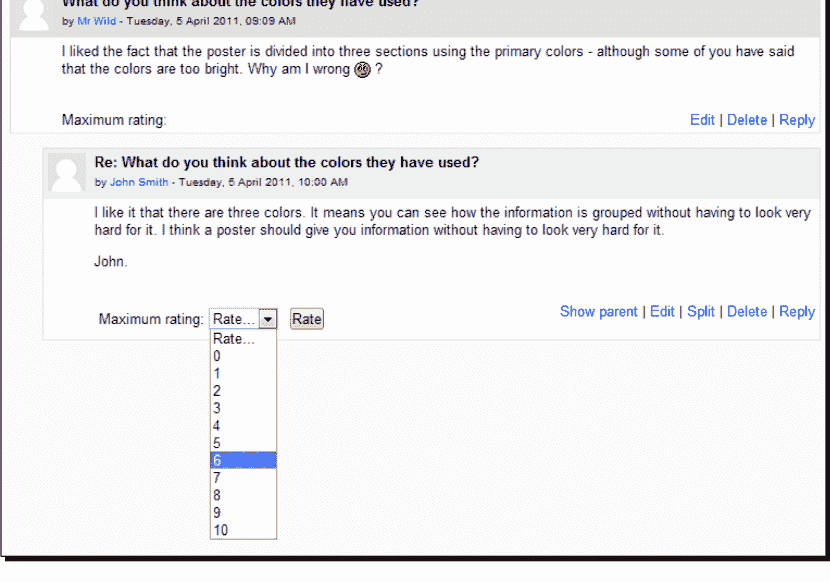 What do you think about the colors they have used?
by Mr Wild - Tuesday, 5 April 2011, 09:09 AM
I liked the fact that the poster is divided into three sections using the primary colors - although some of you have said
that the colors are too bright. Why am I wrong ?
Maximum rating:
Edit | Delete | Reply
Re: What do you think about the colors they have used?
by John Smith - Tuesday, 5 April 2011, 10:00 AM
I like it that there are three colors. It means you can see how the information is grouped without having to look very
hard for it. I think a poster should give you information without having to look very hard for it.
John.
Show parent | Edit | Split | Delete | Reply
Maximum rating: Rate... Rate
Rate...
0
1
2
3
4
5
6
7
8
9
10